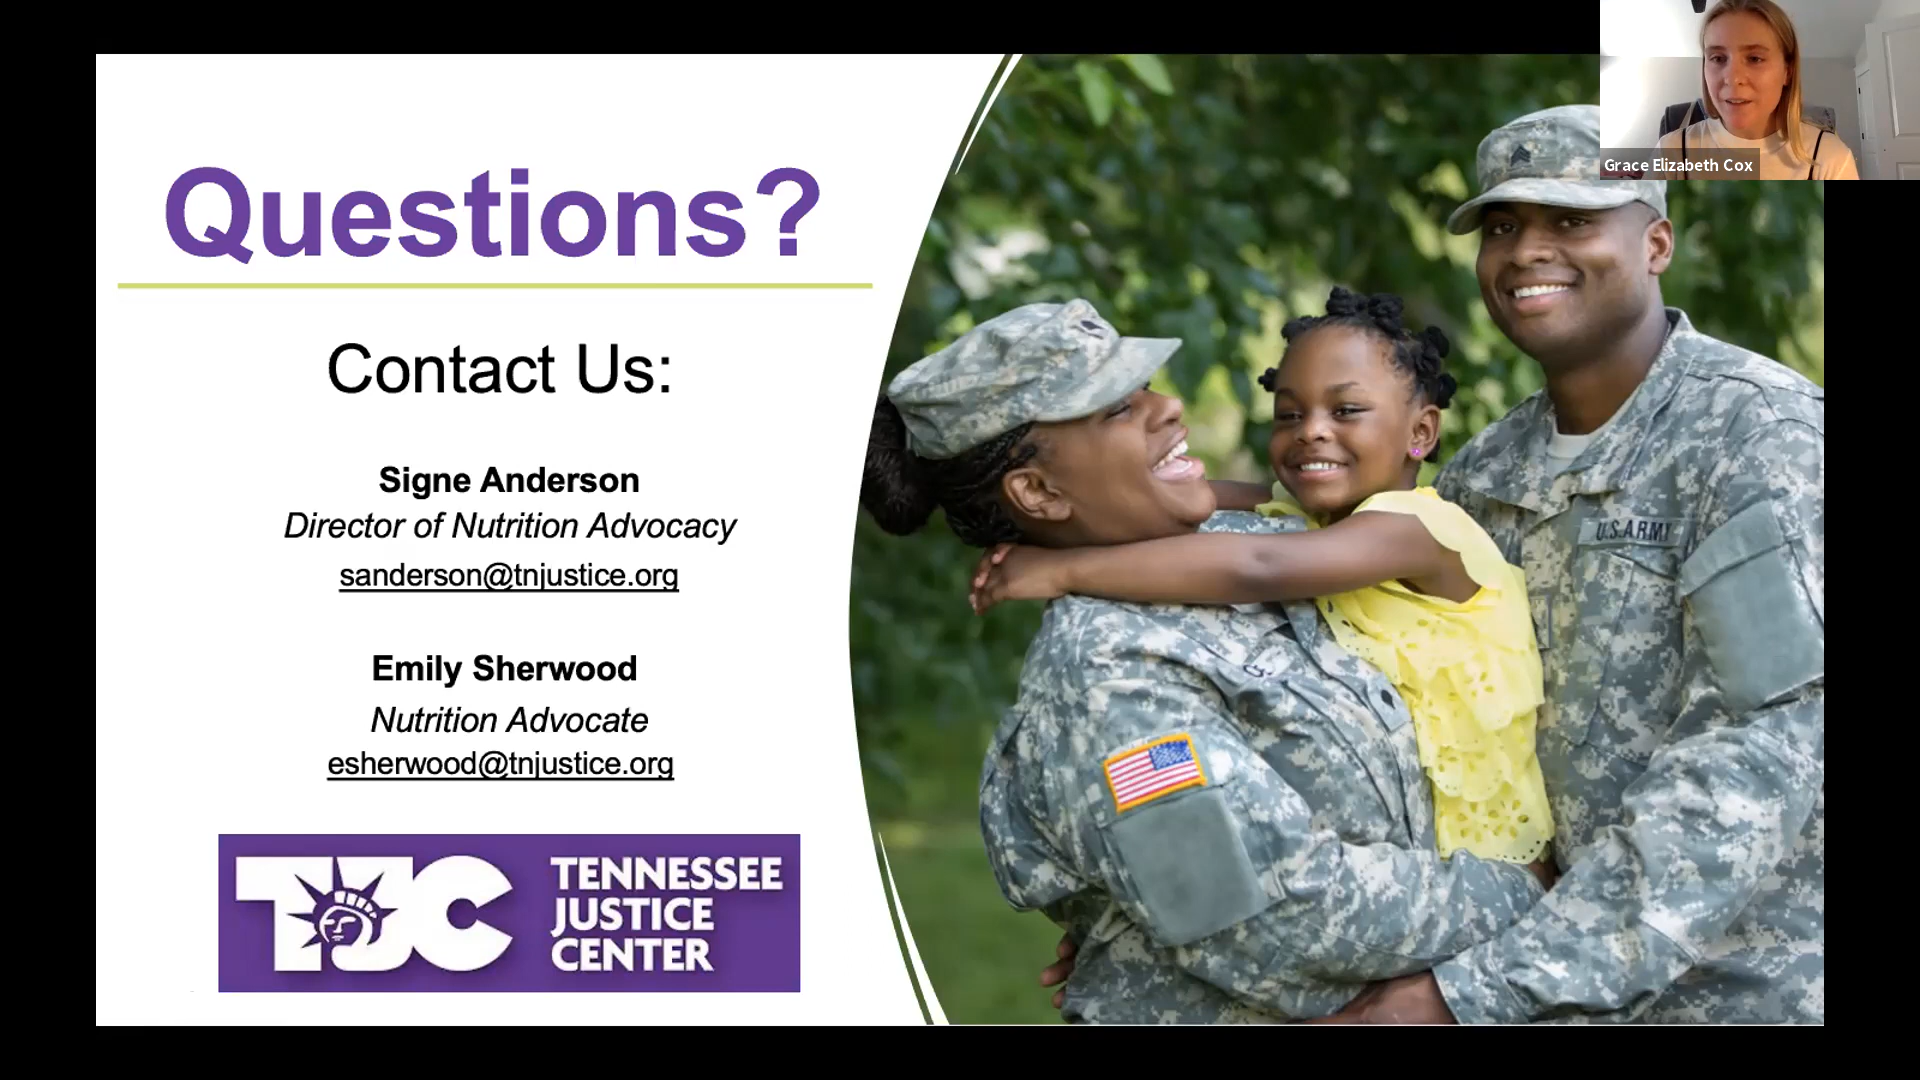 Questions?
Contact Us:
Signe Anderson
Director of Nutrition Advocacy
sanderson@tnjustice.org
Emily Sherwood
Nutrition Advocate
esherwood@tnjustice.org
TJC
TENNESSEE
JUSTICE
CENTER
U.S. ARMY
Grace Elizabeth Cox